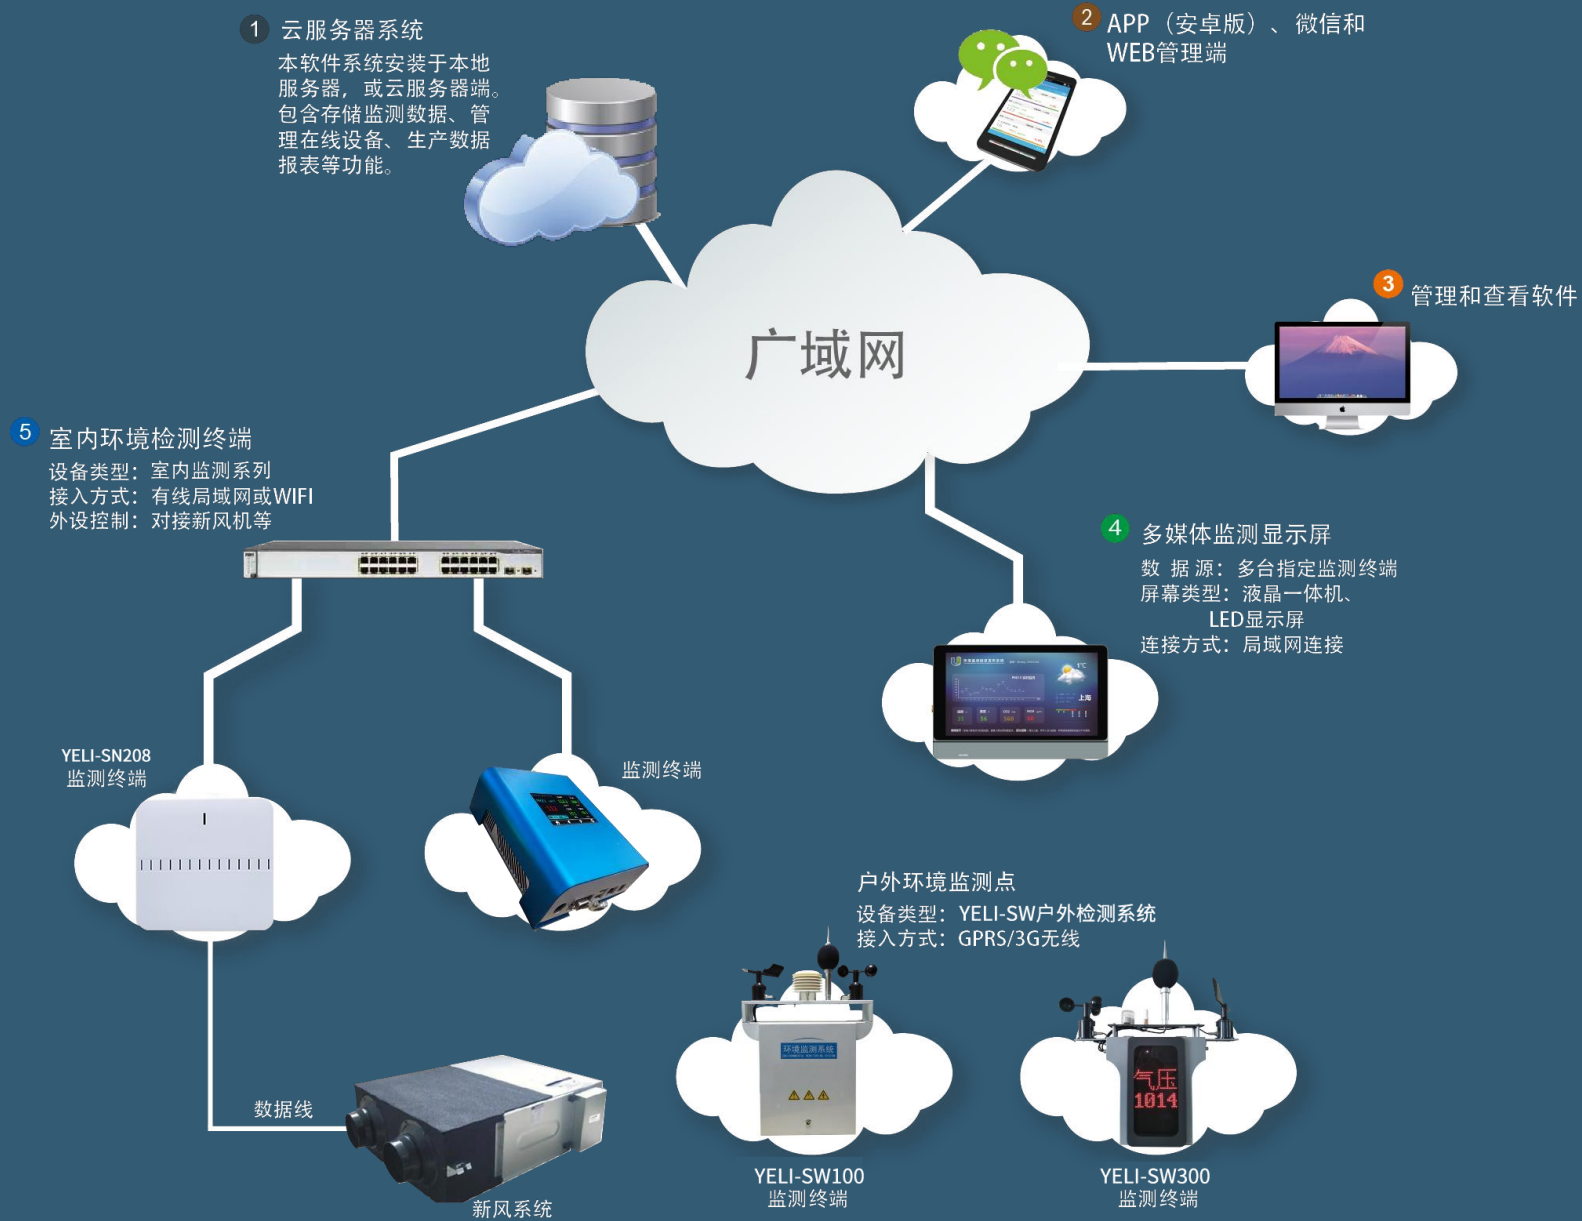 1 云服务器系统
本软件系统安装于本地
服务器，或云服务器端。
包含存储监测数据、管
理在线设备、生产数据
报表等功能。
2 APP（安卓版）、微信和
WEB管理端
广域网
3 管理和查看软件
5 室内环境检测终端
设备类型：室内监测系列
接入方式：有线局域网或WIFI
外设控制：对接新风机等
4 多媒体监测显示屏
数 据 源：多台指定监测终端
屏幕类型：液晶一体机、
LED显示屏
连接方式：局域网连接
上海
YELI-SN208
监测终端
监测终端
户外环境监测点
设备类型：YELI-SW户外检测系统
接入方式：GPRS/3G无线
环境监测系统
气压
1014
数据线
新风系统
YELI-SW100
监测终端
YELI-SW300
监测终端